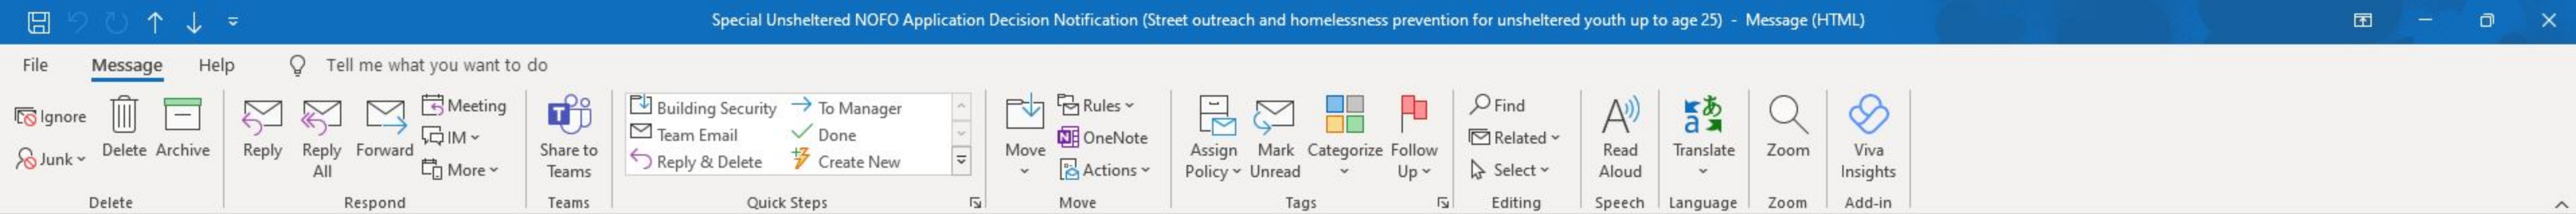 Special Unsheltered NOFO Application Decision Notification (Street outreach and homelessness prevention for unsheltered youth up to age 25) - Message (HTML)
File Message Help Tell me what you want to do
Ignore
Junk
Delete
Archive
Delete
Reply
Reply All
Forward
Meeting
IM
More
Respond
Share to
Teams
Teams
Building Security To Manager
Team Email Done
Reply & Delete Create New
Quick Steps
Move
Rules
OneNote
Actions
Move
Assign
Policy
Mark
Unread
Categorize
Follow
Up
Tags
Find
Related
Select
Editing
Read
Aloud
Speech
あ
a
Translate
Language
Zoom
Zoom
Viva
Insights
Add-in